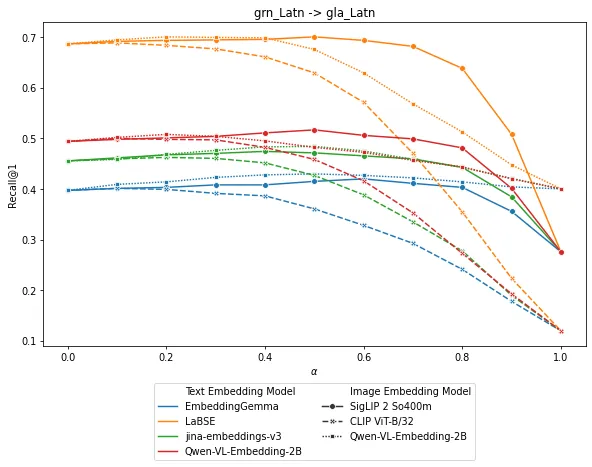 grn_Latn -> gla_Latn
0.7
0.6
0.5
0.4
0.3
0.2
0.1
Recall@1
0.0 0.2 0.4 0.6 0.8 1.0
α
Text Embedding Model Image Embedding Model
EmbeddingGemma SigLIP 2 So400m
LaBSE CLIP ViT-B/32
jina-embeddings-v3 Qwen-VL-Embedding-2B
Qwen-VL-Embedding-2B